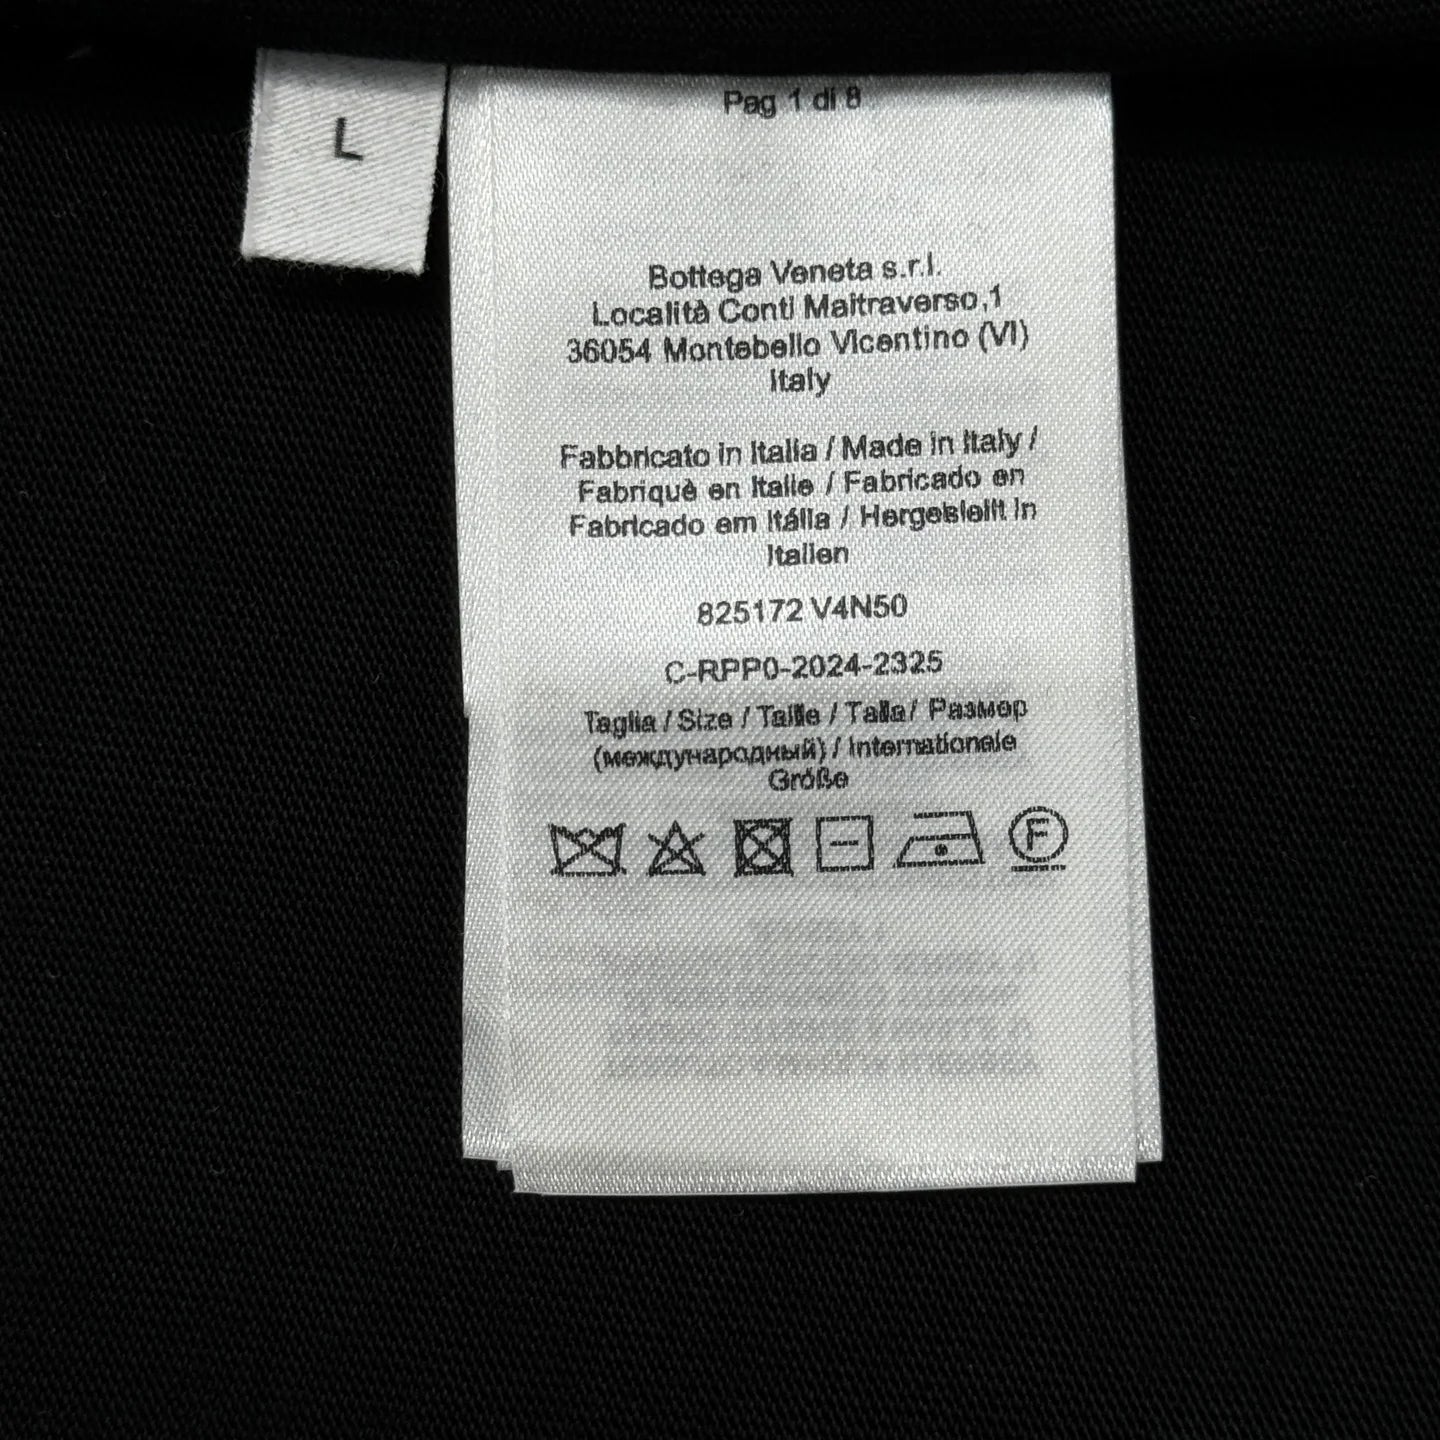 L
Pag 1 di 8
Bottega Veneta s.r.l.
Località Conti Maltraverso,1
36054 Montebello Vicentino (VI)
Italy
Fabbricato in Italia / Made in Italy /
Fabriquè en Italie / Fabricado en
Fabricado em Itália / Hergestellt in
Italien
825172 V4N50
C-RPP0-2024-2325
Taglia / Size / Taille / Talla/ Размер
(международный) / Internationale
Größe
F